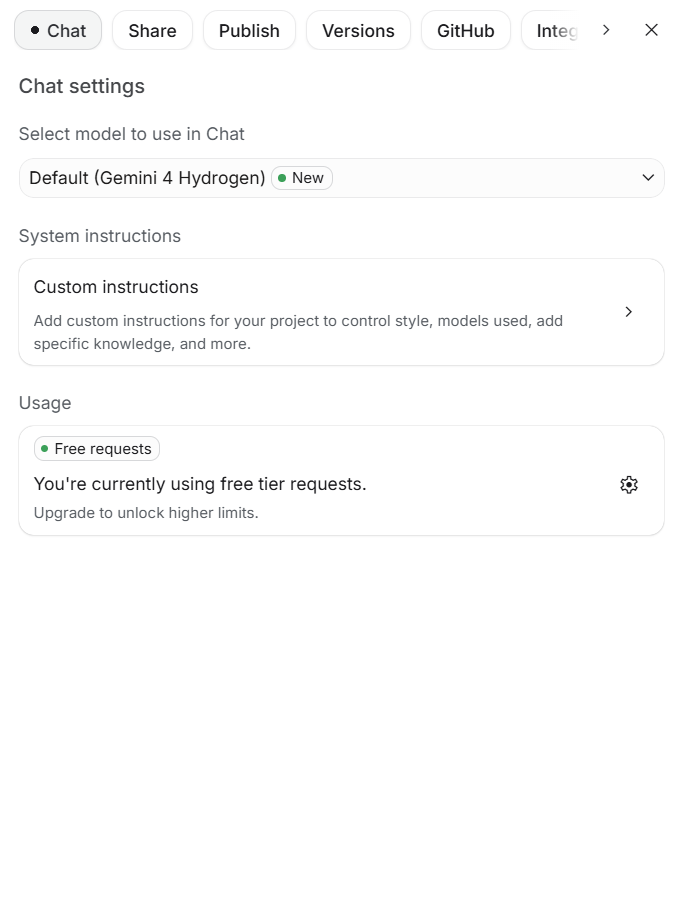 Chat
Share
Publish
Versions
GitHub
Integ
Chat settings
Select model to use in Chat
Default (Gemini 4 Hydrogen) New
System instructions
Custom instructions
Add custom instructions for your project to control style, models used, add
specific knowledge, and more.
Usage
Free requests
You're currently using free tier requests.
Upgrade to unlock higher limits.